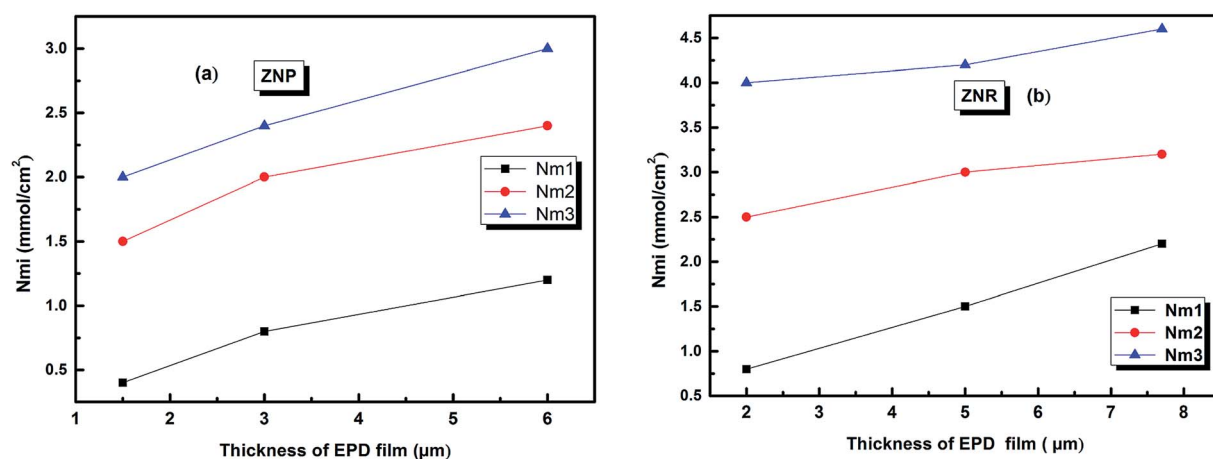 3.0
2.5
2.0
1.5
1.0
0.5
Nmi (mmol/cm²)
(a)
ZNP
Nm1
Nm2
Nm3
1 2 3 4 5 6
Thickness of EPD film (µm)
4.5
4.0
3.5
3.0
2.5
2.0
1.5
1.0
0.5
Nmi (mmol/cm²)
ZNR (b)
Nm1
Nm2
Nm3
2 3 4 5 6 7 8
Thickness of EPD film ( µm)